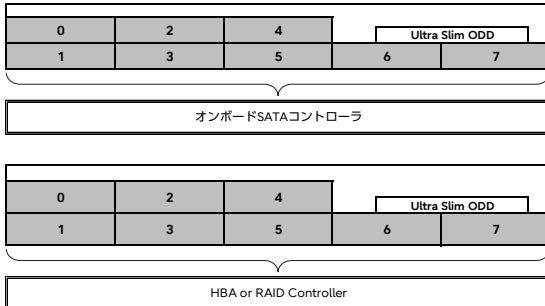 0 2 4 Ultra Slim ODD
1 3 5 6 7
オンボードSATAコントローラ
0 2 4 Ultra Slim ODD
1 3 5 6 7
HBA or RAID Controller